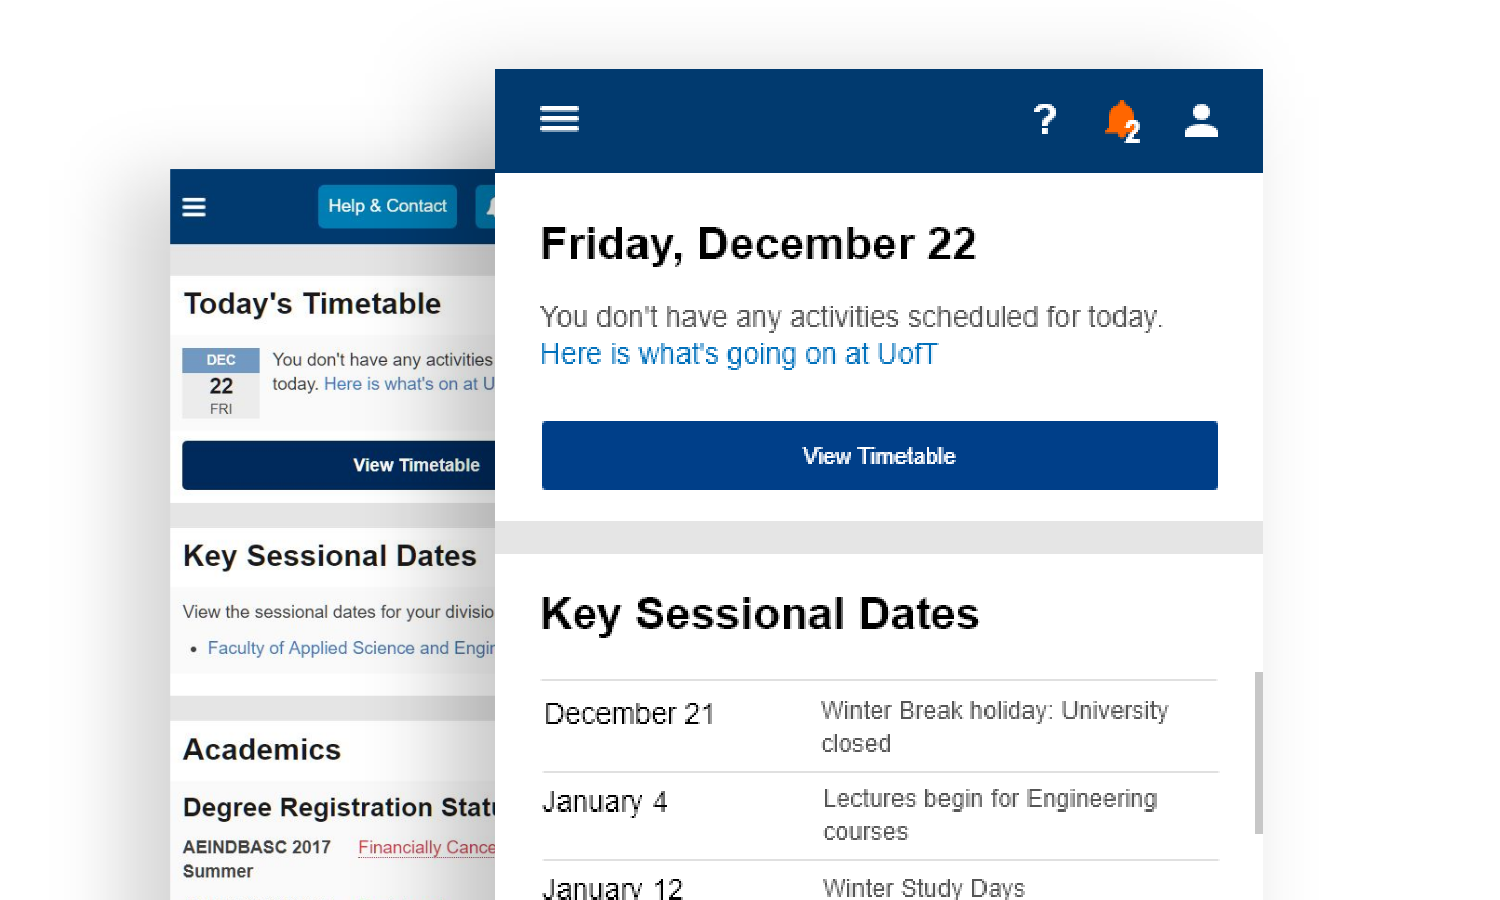 Help & Contact
Today's Timetable
DEC
22
FRI
You don't have any activities
today. Here is what's on at U
View Timetable
Key Sessional Dates
View the sessional dates for your divisio
Faculty of Applied Science and Engin
Academics
Degree Registration Statu
AEINDBASC 2017
Summer
Financially Cance
?
2
Friday, December 22
You don't have any activities scheduled for today.
Here is what's going on at UofT
View Timetable
Key Sessional Dates
December 21
Winter Break holiday: University
closed
January 4
Lectures begin for Engineering
courses
January 12
Winter Study Days